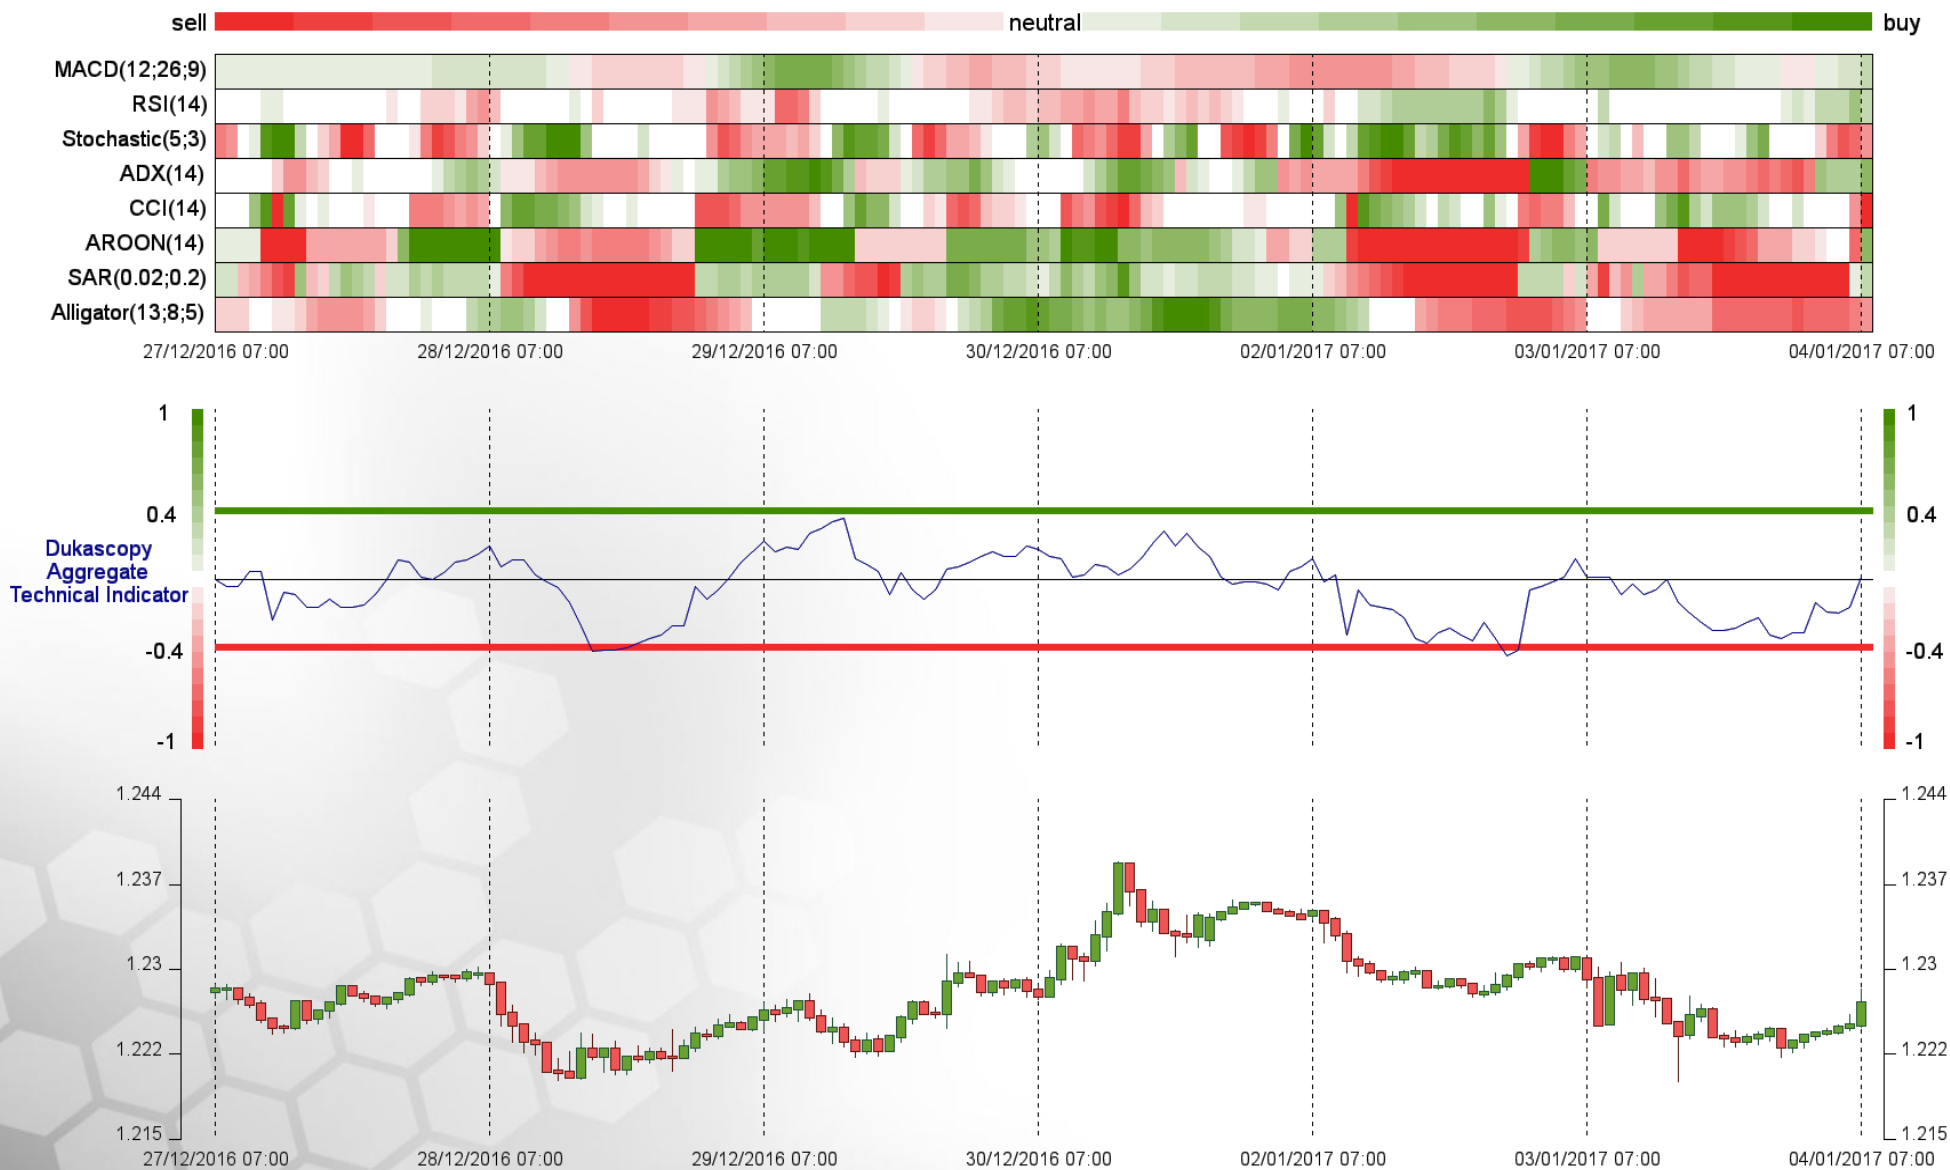 sell neutral buy
MACD(12;26;9)
RSI(14)
Stochastic(5;3)
ADX(14)
CCI(14)
AROON(14)
SAR(0.02;0.2)
Alligator(13;8;5)
27/12/2016 07:00 28/12/2016 07:00 29/12/2016 07:00 30/12/2016 07:00 02/01/2017 07:00 03/01/2017 07:00 04/01/2017 07:00
1 1
0.4 0.4
Dukascopy
Aggregate
Technical Indicator
-0.4 -0.4
-1 -1
1.244 1.244
1.237 1.237
1.23 1.23
1.222 1.222
1.215 1.215
27/12/2016 07:00 28/12/2016 07:00 29/12/2016 07:00 30/12/2016 07:00 02/01/2017 07:00 03/01/2017 07:00 04/01/2017 07:00